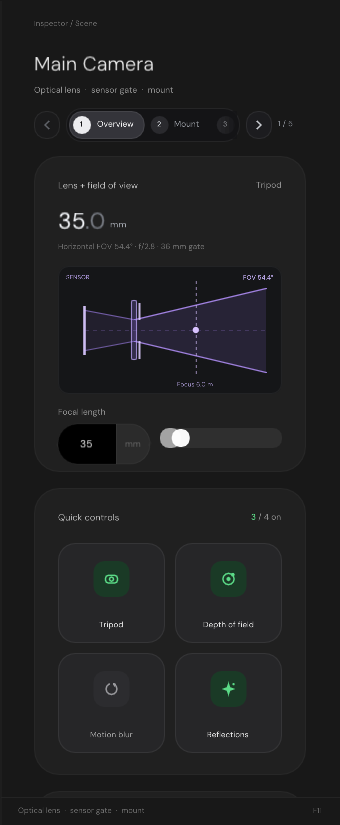 Inspector / Scene
Main Camera
Optical lens · sensor gate · mount
1 Overview 2 Mount 3 1 / 5
Lens + field of view Tripod
35.0 mm
Horizontal FOV 54.4° · f/2.8 · 36 mm gate
SENSOR FOV 54.4°
Focus 6.0 m
Focal length
35 mm
Quick controls 3 / 4 on
Tripod Depth of field
Motion blur Reflections
Optical lens · sensor gate · mount